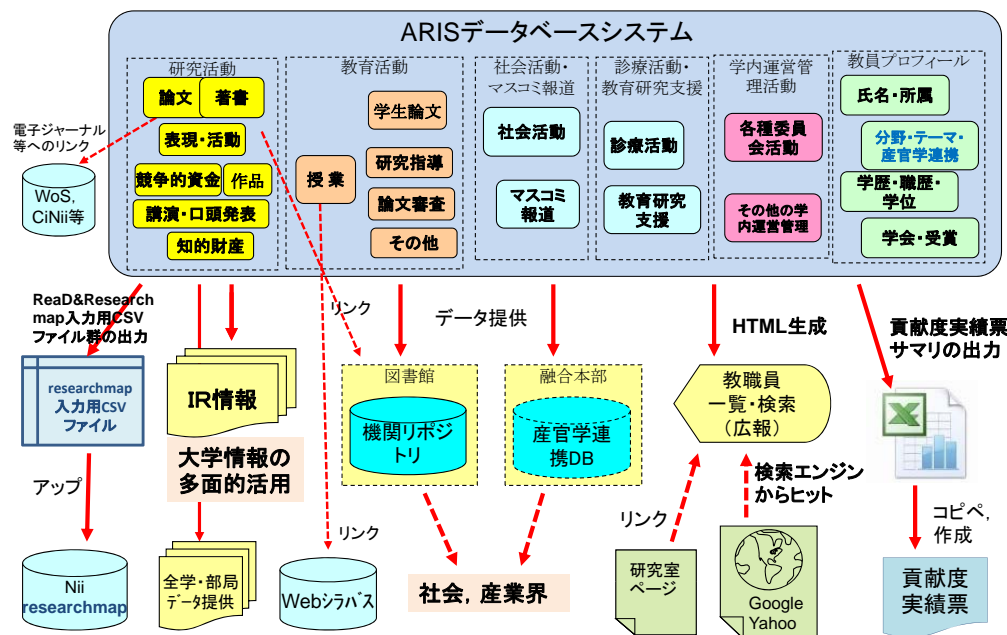 ARISデータベースシステム
研究活動
論文
著書
表現・活動
競争的資金
作品
講演・口頭発表
知的財産
教育活動
授 業
学生論文
研究指導
論文審査
その他
社会活動・
マスコミ報道
社会活動
マスコミ
報道
診療活動・
教育研究支援
診療活動
教育研究
支援
学内運営管
理活動
各種委員
会活動
その他の学
内運営管理
教員プロフィール
氏名・所属
分野・テーマ・
産官学連携
学歴・職歴・
学位
学会・受賞
電子ジャーナル
等へのリンク
WoS,
CiNii等
ReaD&Research
map入力用CSV
ファイル群の出力
リンク
データ提供
HTML生成
貢献度実績票
サマリの出力
researchmap
入力用CSV
ファイル
IR情報
大学情報の
多面的活用
図書館
機関リポジ
トリ
融合本部
産官学連
携DB
教職員
一覧・検索
（広報）
アップ
リンク
リンク
検索エンジン
からヒット
コピペ,
作成
Nii
researchmap
全学・部局
データ提供
Webシラバス
社会，産業界
研究室
ページ
Google
Yahoo
貢献度
実績票